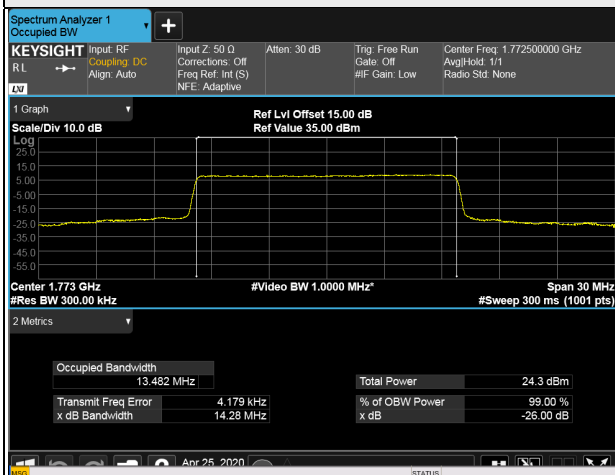 Spectrum Analyzer 1
Occupied BW
+
KEYSIGHT
RL
LXI
Input: RF
Coupling: DC
Align: Auto
Input Z: 50 Ω
Corrections: Off
Freq Ref: Int (S)
NFE: Adaptive
Atten: 30 dB
Trig: Free Run
Gate: Off
#IF Gain: Low
Center Freq: 1.772500000 GHz
Avg|Hold: 1/1
Radio Std: None
1 Graph
Scale/Div 10.0 dB
Ref Lvl Offset 15.00 dB
Ref Value 35.00 dBm
Log
25.0
15.0
5.00
-5.00
-15.0
-25.0
-35.0
-45.0
-55.0
Center 1.773 GHz
#Video BW 1.0000 MHz*
Span 30 MHz
#Res BW 300.00 kHz
#Sweep 300 ms (1001 pts)
2 Metrics
Occupied Bandwidth
13.482 MHz
Total Power 24.3 dBm
Transmit Freq Error 4.179 kHz
% of OBW Power 99.00 %
x dB Bandwidth 14.28 MHz
x dB -26.00 dB
Apr 25, 2020
MSG
STATUS